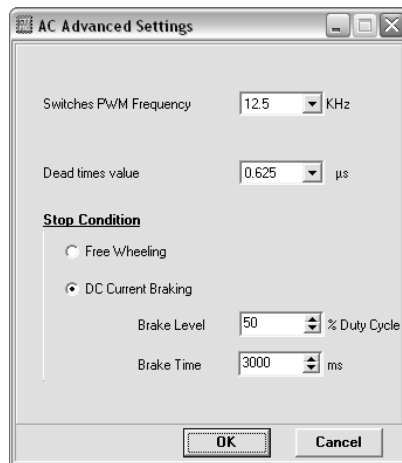 AC Advanced Settings
Switches PWM Frequency 12.5 KHz
Dead times value 0.625 µs
Stop Condition
Free Wheeling
DC Current Braking
Brake Level 50 % Duty Cycle
Brake Time 3000 ms
OK Cancel